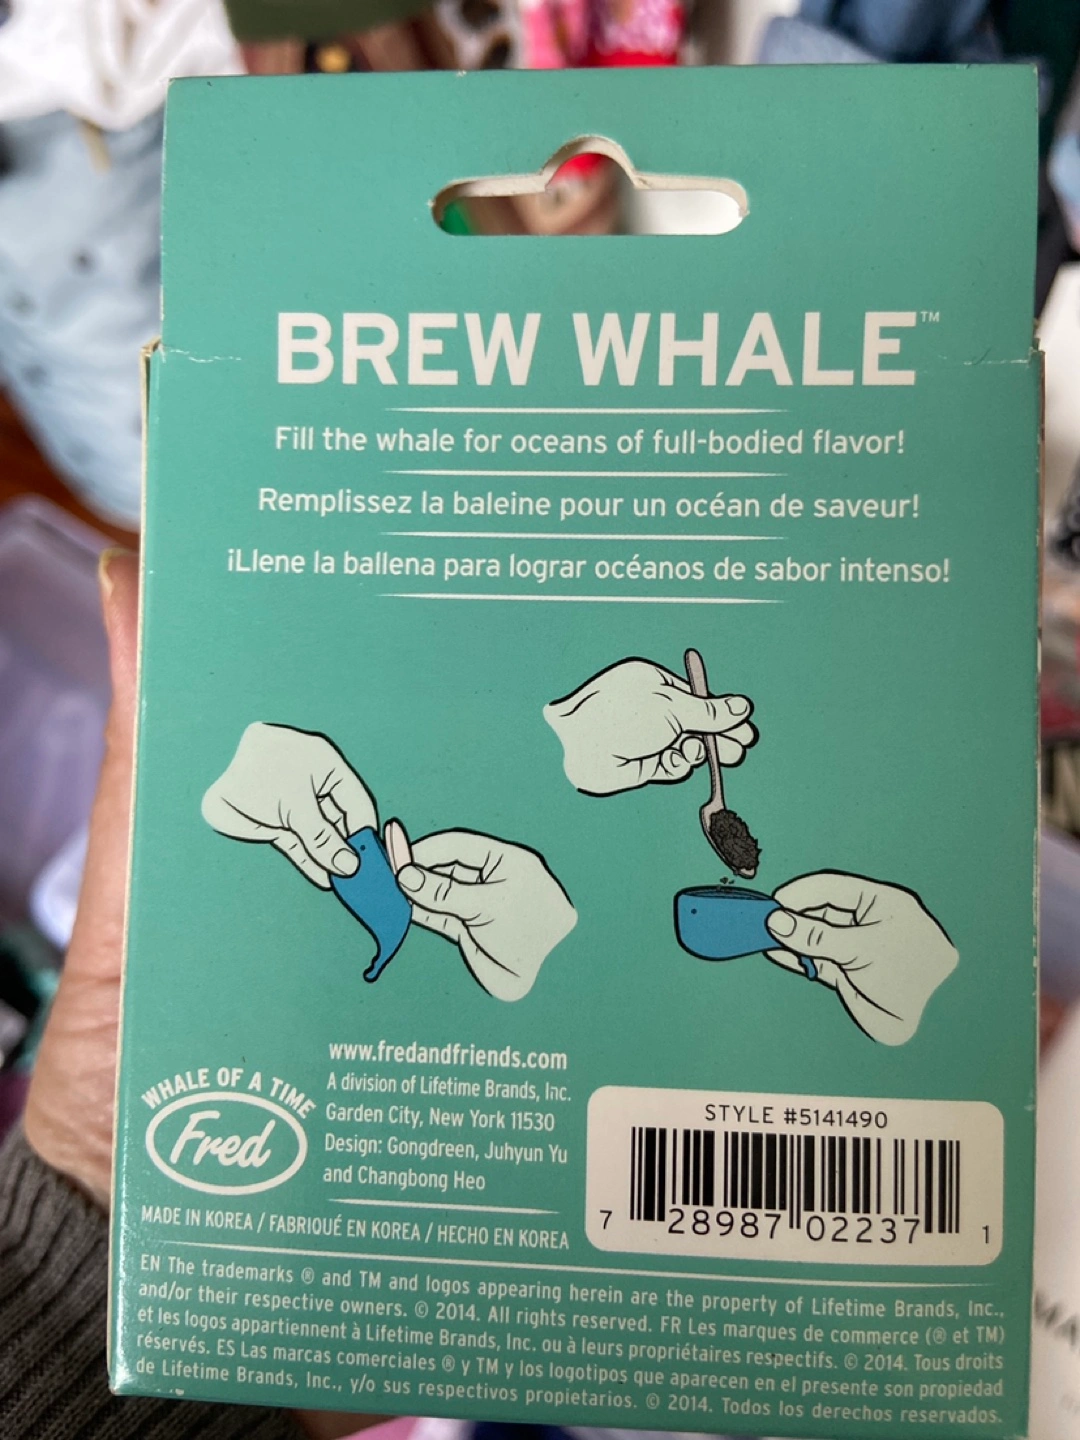 BREW WHALE™
Fill the whale for oceans of full-bodied flavor!
Remplissez la baleine pour un océan de saveur!
¡Llene la ballena para lograr océanos de sabor intenso!
www.fredandfriends.com
A division of Lifetime Brands, Inc.
Garden City, New York 11530
Design: Gongdreen, Juhyun Yu
and Changbong Heo
WHALE OF A TIME
Fred
MADE IN KOREA / FABRIQUÉ EN KOREA / HECHO EN KOREA
STYLE #5141490
7 28987 02237 1
EN The trademarks ® and TM and logos appearing herein are the property of Lifetime Brands, Inc.,
and/or their respective owners. © 2014. All rights reserved. FR Les marques de commerce (® et TM)
et les logos appartiennent à Lifetime Brands, Inc. ou à leurs propriétaires respectifs. © 2014. Tous droits
réservés. ES Las marcas comerciales ® y TM y los logotipos que aparecen en el presente son propiedad
de Lifetime Brands, Inc., y/o sus respectivos propietarios. © 2014. Todos los derechos reservados.